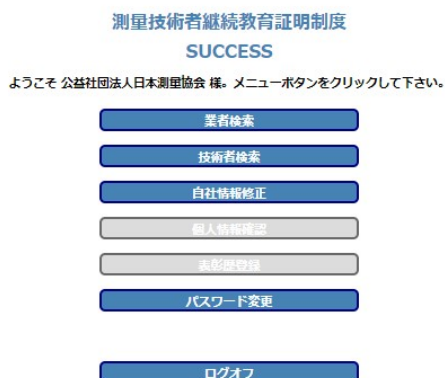 測量技術者継続教育証明制度
SUCCESS
ようこそ 公益社団法人日本測量協会 様。メニューボタンをクリックして下さい。
業者検索
技術者検索
自社情報修正
個人情報確認
表彰歴登録
パスワード変更
ログオフ